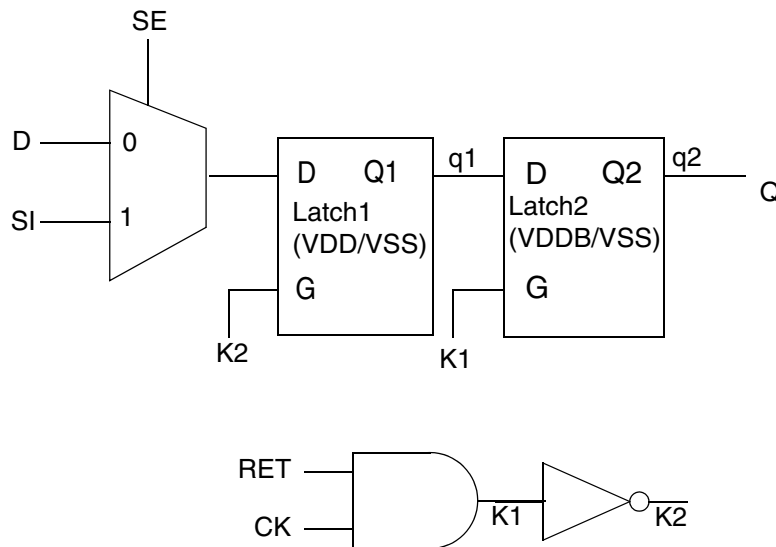 SE
D
0
SI
1
D
Q1
Latch1
(VDD/VSS)
G
K2
q1
D
Q2
Latch2
(VDDB/VSS)
G
K1
q2
Q
RET
CK
K1
K2